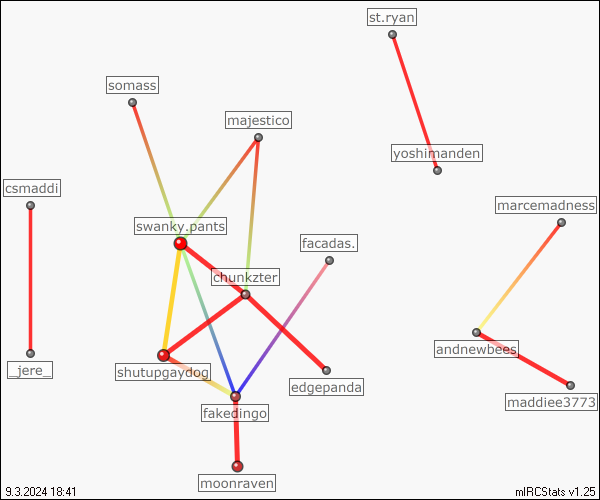 st.ryan
somass
majestico
yoshimanden
csmaddi
marcemadness
swanky.pants
facadas.
chunkzter
andnewbees
_jere_
shutupgaydog
edgepanda
maddiee3773
fakedingo
moonraven
9.3.2024 18:41
mIRCStats v1.25